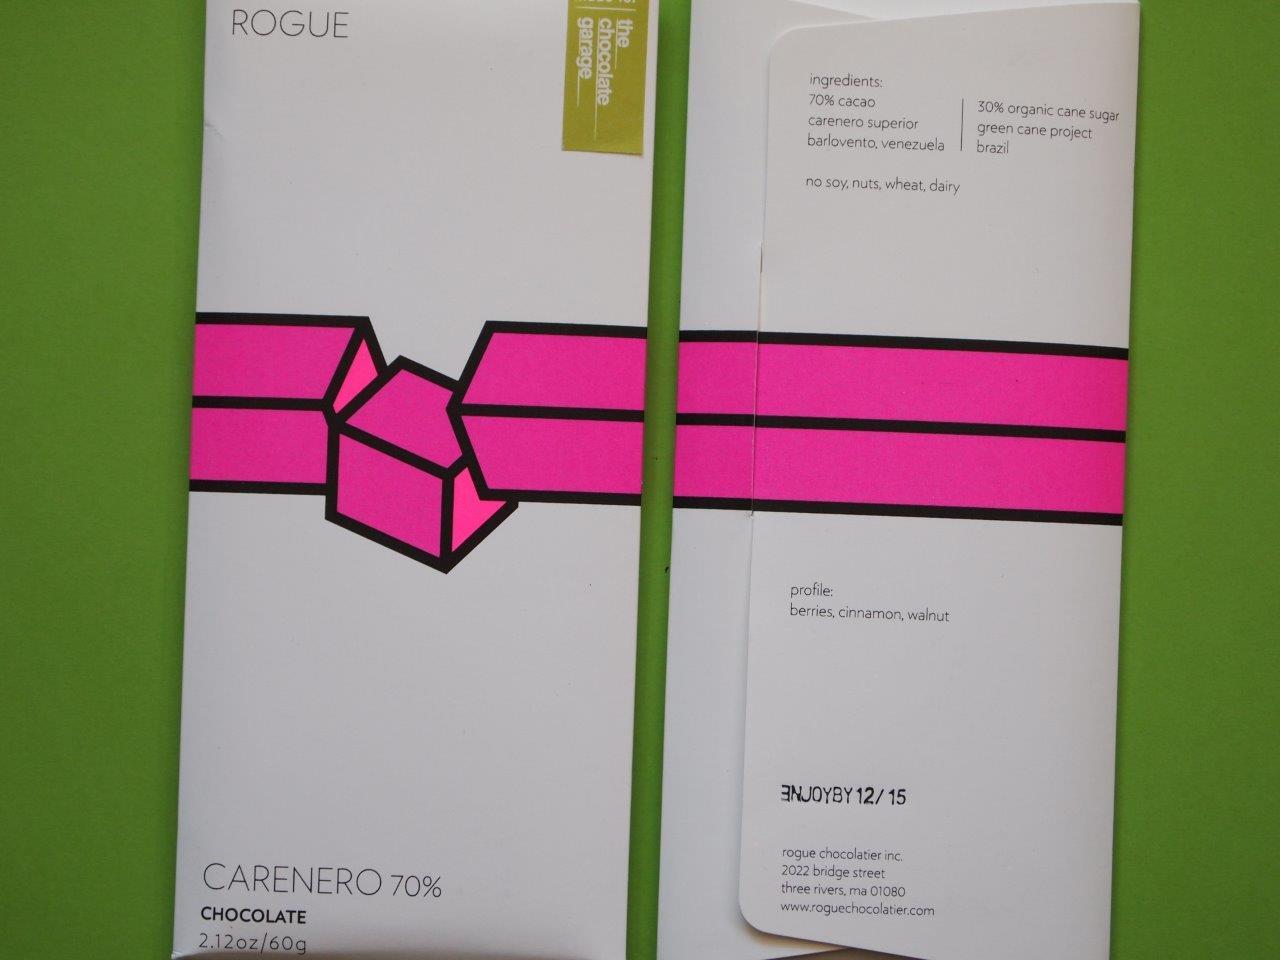 ROGUE
the
chocolate
garage
CARENERO 70%
CHOCOLATE
2.12oz/60g
ingredients:
70% cacao
carenero superior
barlovento, venezuela
30% organic cane sugar
green cane project
brazil
no soy, nuts, wheat, dairy
profile:
berries, cinnamon, walnut
ENJOYBY 12/ 15
rogue chocolatier inc.
2022 bridge street
three rivers, ma 01080
www.roguechocolatier.com